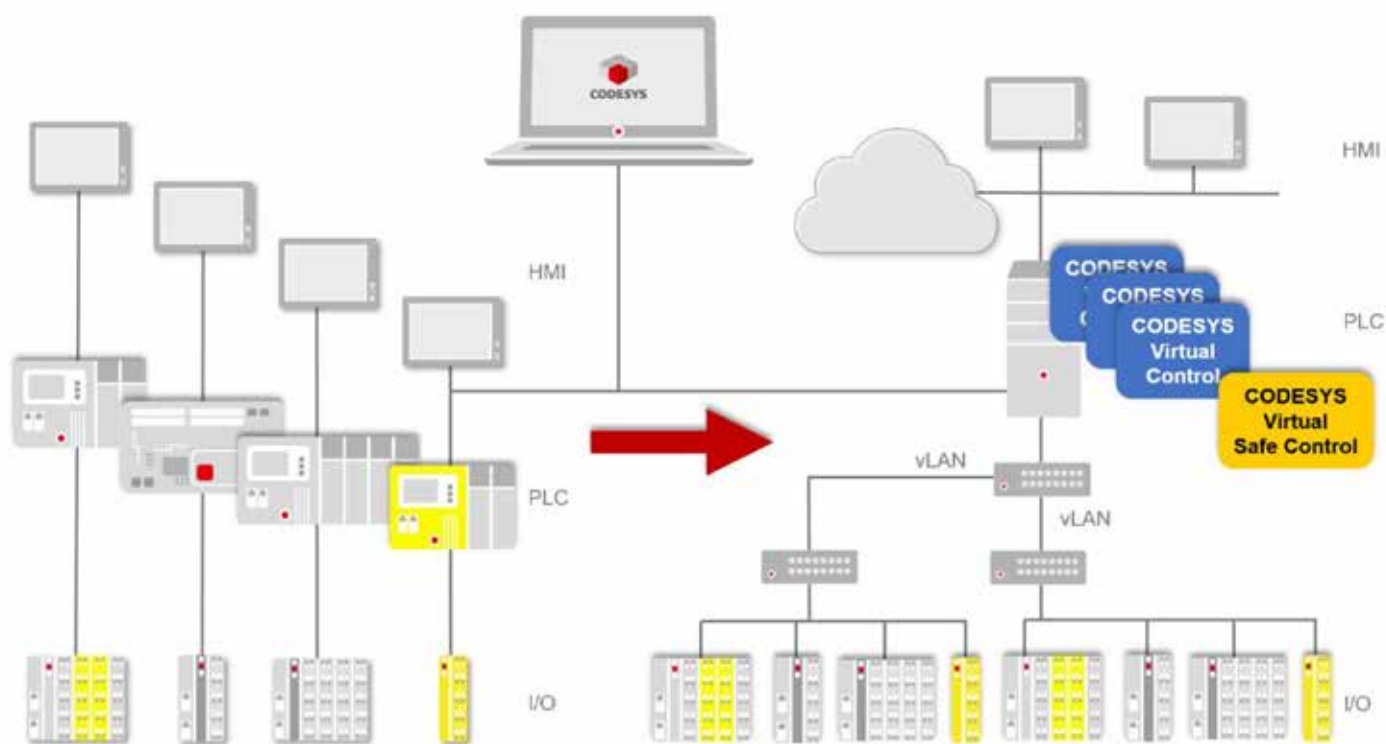 CODESYS
HMI
HMI
CODESYS
CODESYS
CODESYS
Virtual
Control
PLC
CODESYS
Virtual
Safe Control
vLAN
vLAN
PLC
I/O
I/O